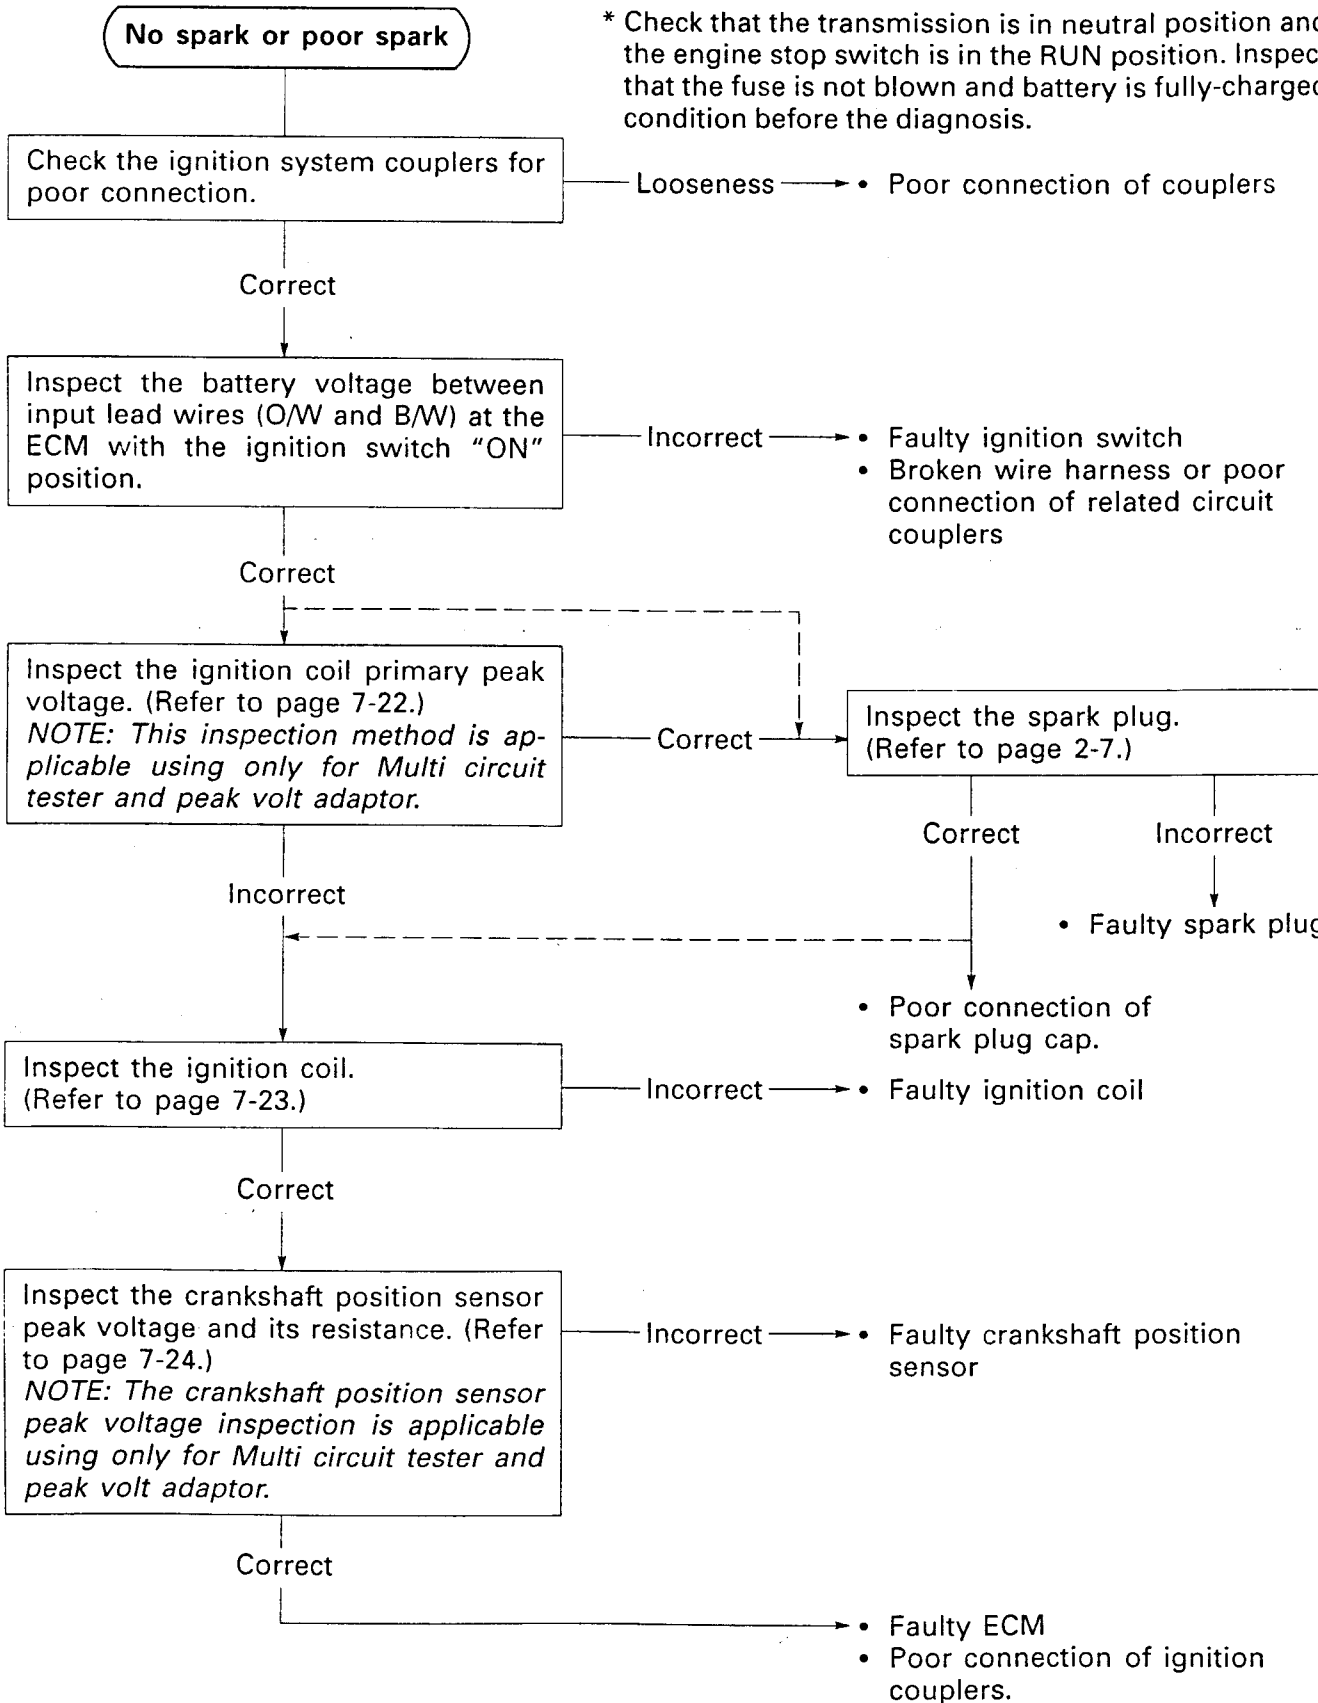 No spark or poor spark
* Check that the transmission is in neutral position and
the engine stop switch is in the RUN position. Inspec
that the fuse is not blown and battery is fully-charged
condition before the diagnosis.
Check the ignition system couplers for
poor connection.
Looseness
• Poor connection of couplers
Correct
Inspect the battery voltage between
input lead wires (O/W and B/W) at the
ECM with the ignition switch “ON”
position.
Incorrect
• Faulty ignition switch
• Broken wire harness or poor
connection of related circuit
couplers
Correct
Inspect the ignition coil primary peak
voltage. (Refer to page 7-22.)
NOTE: This inspection method is ap-
plicable using only for Multi circuit
tester and peak volt adaptor.
Correct
Inspect the spark plug.
(Refer to page 2-7.)
Correct
Incorrect
Incorrect
• Faulty spark plug
• Poor connection of
spark plug cap.
Inspect the ignition coil.
(Refer to page 7-23.)
Incorrect
• Faulty ignition coil
Correct
Inspect the crankshaft position sensor
peak voltage and its resistance. (Refer
to page 7-24.)
NOTE: The crankshaft position sensor
peak voltage inspection is applicable
using only for Multi circuit tester and
peak volt adaptor.
Incorrect
• Faulty crankshaft position
sensor
Correct
• Faulty ECM
• Poor connection of ignition
couplers.